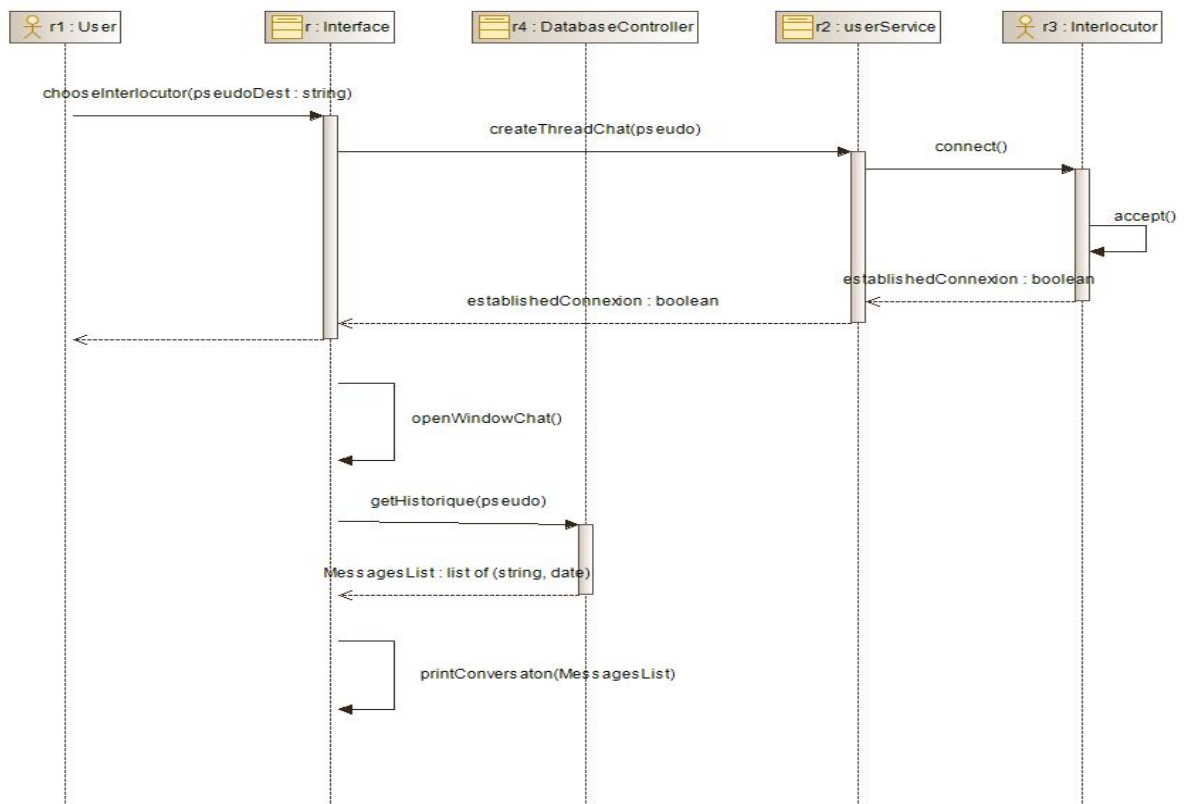 r1 : User
r : Interface
r4 : DatabaseController
r2 : userService
r3 : Interlocutor
chooseInterlocutor(pseudoDest : string)
createThreadChat(pseudo)
connect()
accept()
establishedConnexion : boolean
establishedConnexion : boolean
openWindowChat()
getHistorique(pseudo)
MessagesList : list of (string, date)
printConversaton(MessagesList)